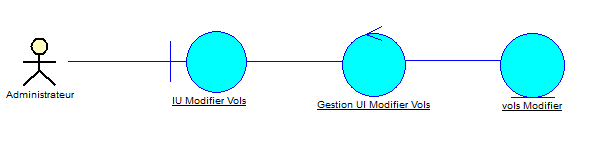 Administrateur
IU Modifier Vols
Gestion UI Modifier Vols
vols Modifier